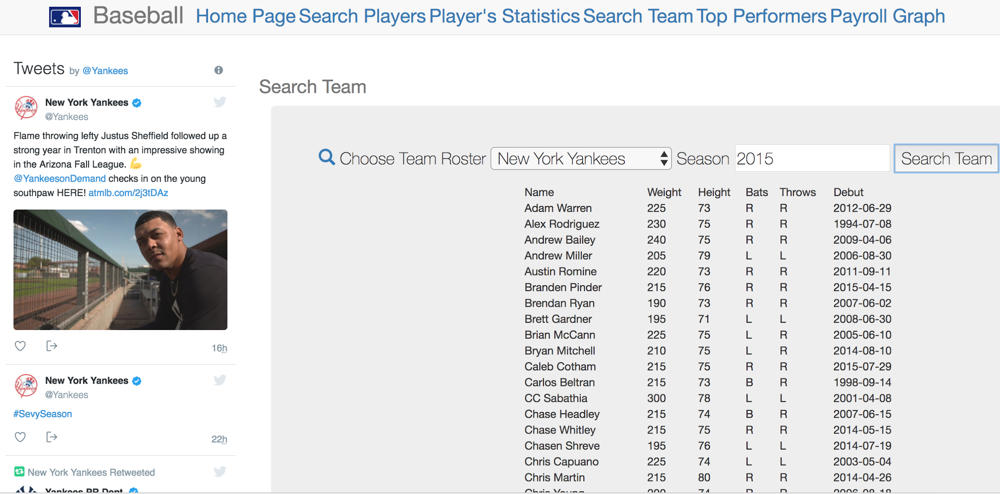 Baseball Home Page Search Players Player's Statistics Search Team Top Performers Payroll Graph
Tweets by @Yankees
New York Yankees
@Yankees
Flame throwing lefty Justus Sheffield followed up a
strong year in Trenton with an impressive showing
in the Arizona Fall League. 💪
@YankeesonDemand checks in on the young
southpaw HERE! atmlb.com/2j3tDAz
16h
New York Yankees
@Yankees
#SevySeason
22h
New York Yankees Retweeted
Yankees PR Dept
Search Team
Choose Team Roster New York Yankees Season 2015 Search Team
Name Weight Height Bats Throws Debut
Adam Warren 225 73 R R 2012-06-29
Alex Rodriguez 230 75 R R 1994-07-08
Andrew Bailey 240 75 R R 2009-04-06
Andrew Miller 205 79 L L 2006-08-30
Austin Romine 220 73 R R 2011-09-11
Branden Pinder 215 76 R R 2015-04-15
Brendan Ryan 190 73 R R 2007-06-02
Brett Gardner 195 71 L L 2008-06-30
Brian McCann 225 75 L R 2005-06-10
Bryan Mitchell 210 75 L R 2014-08-10
Caleb Cotham 215 75 R R 2015-07-29
Carlos Beltran 215 73 B R 1998-09-14
CC Sabathia 300 78 L L 2001-04-08
Chase Headley 215 74 B R 2007-06-15
Chase Whitley 215 75 R R 2014-05-15
Chasen Shreve 195 76 L L 2014-07-19
Chris Capuano 225 74 L L 2003-05-04
Chris Martin 215 80 R R 2014-04-26
Chris Young 200 74 R R 2006-08-18